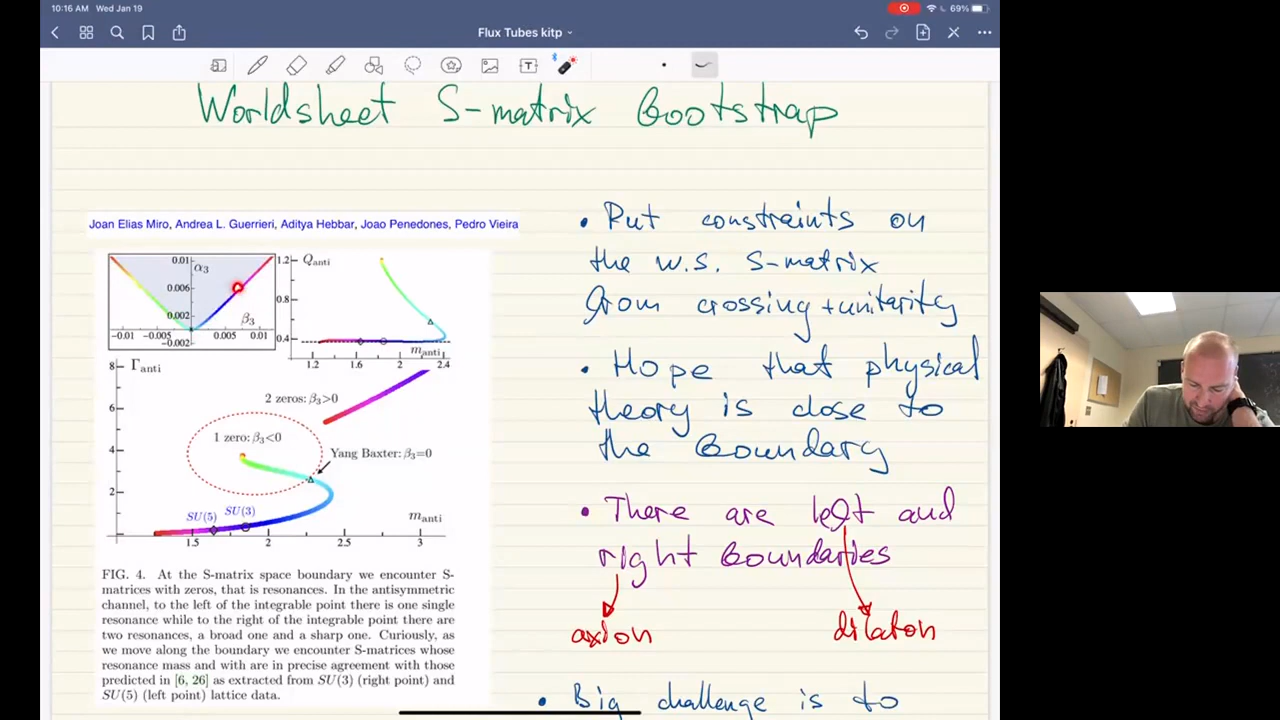 10:16 AM Wed Jan 19
69%
Flux Tubes kitp
Worldsheet S-matrix Bootstrap
Joan Elias Miro, Andrea L. Guerrieri, Aditya Hebbar, Joao Penedones, Pedro Vieira
0.01 α3
0.006
0.002
-0.002
β3
-0.01 -0.005 0.005 0.01
1.2 Qanti
0.8
0.4
manti
1.2 1.6 2 2.4
8 Γanti
6
4
2
2 zeros: β3>0
1 zero: β3<0
Yang Baxter: β3=0
SU(5) SU(3)
manti
1.5 2 2.5 3
FIG. 4. At the S-matrix space boundary we encounter S-
matrices with zeros, that is resonances. In the antisymmetric
channel, to the left of the integrable point there is one single
resonance while to the right of the integrable point there are
two resonances, a broad one and a sharp one. Curiously, as
we move along the boundary we encounter S-matrices whose
resonance mass and with are in precise agreement with those
predicted in [6, 26] as extracted from SU(3) (right point) and
SU(5) (left point) lattice data.
• Put constraints on
the w.s. S-matrix
from crossing+unitarity
• Hope that physical
theory is close to
the Boundary
• There are left and
right Boundaries
axion dilaton
• Big challenge is to